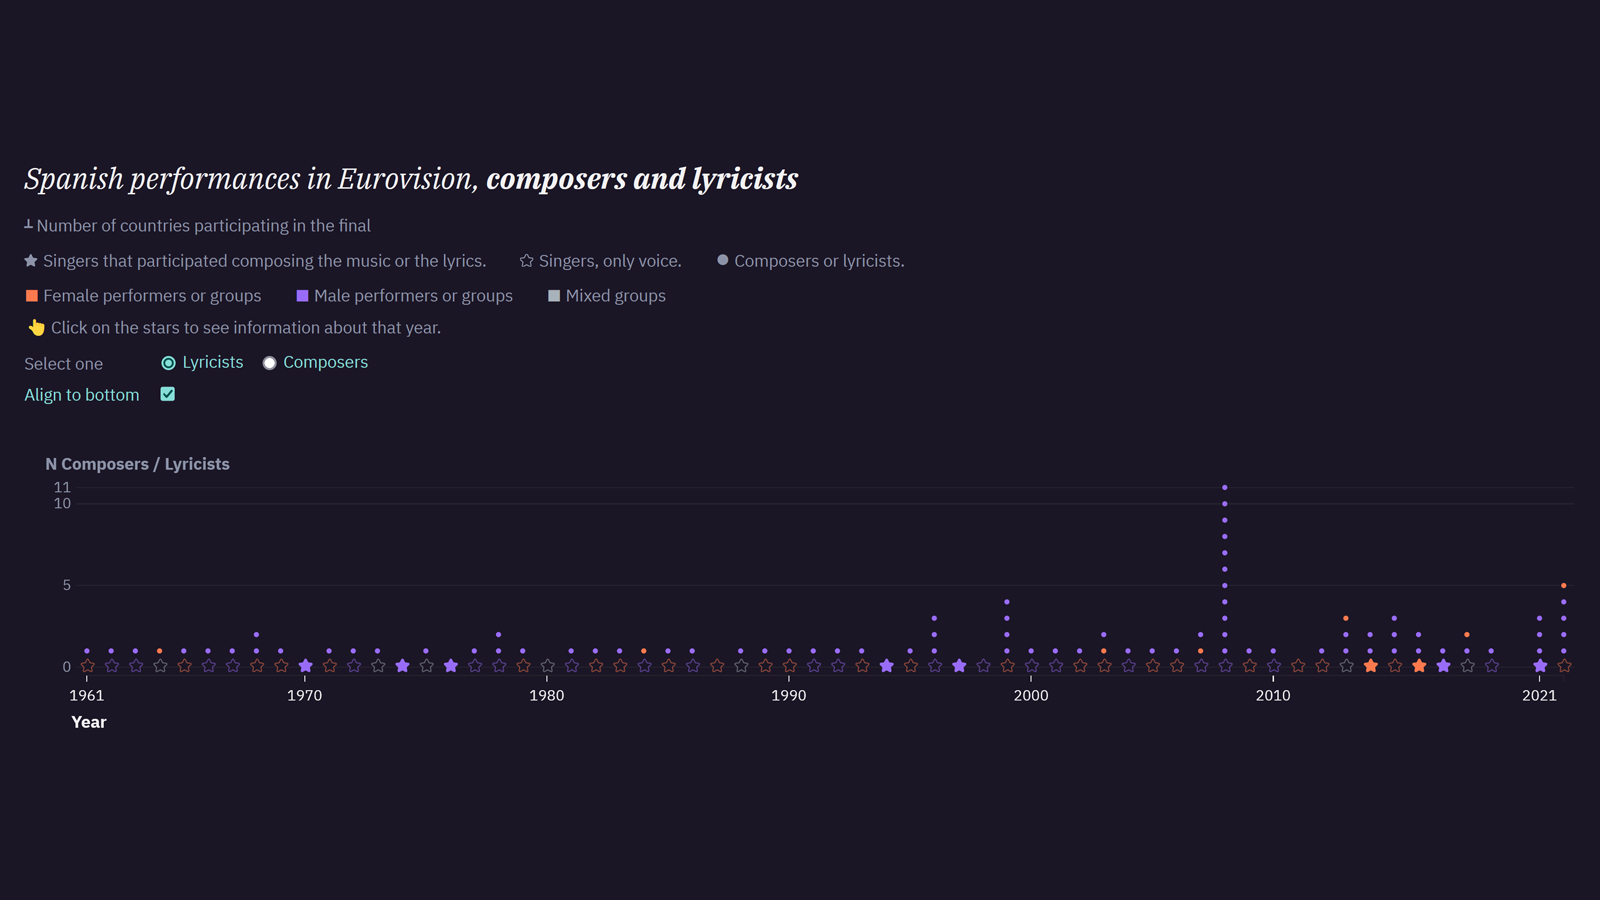 Spanish performances in Eurovision, composers and lyricists
Number of countries participating in the final
Singers that participated composing the music or the lyrics. Singers, only voice. Composers or lyricists.
Female performers or groups Male performers or groups Mixed groups
👆 Click on the stars to see information about that year.
Select one Lyricists Composers
Align to bottom
N Composers / Lyricists
11
10
5
0
1961 1970 1980 1990 2000 2010 2021
Year